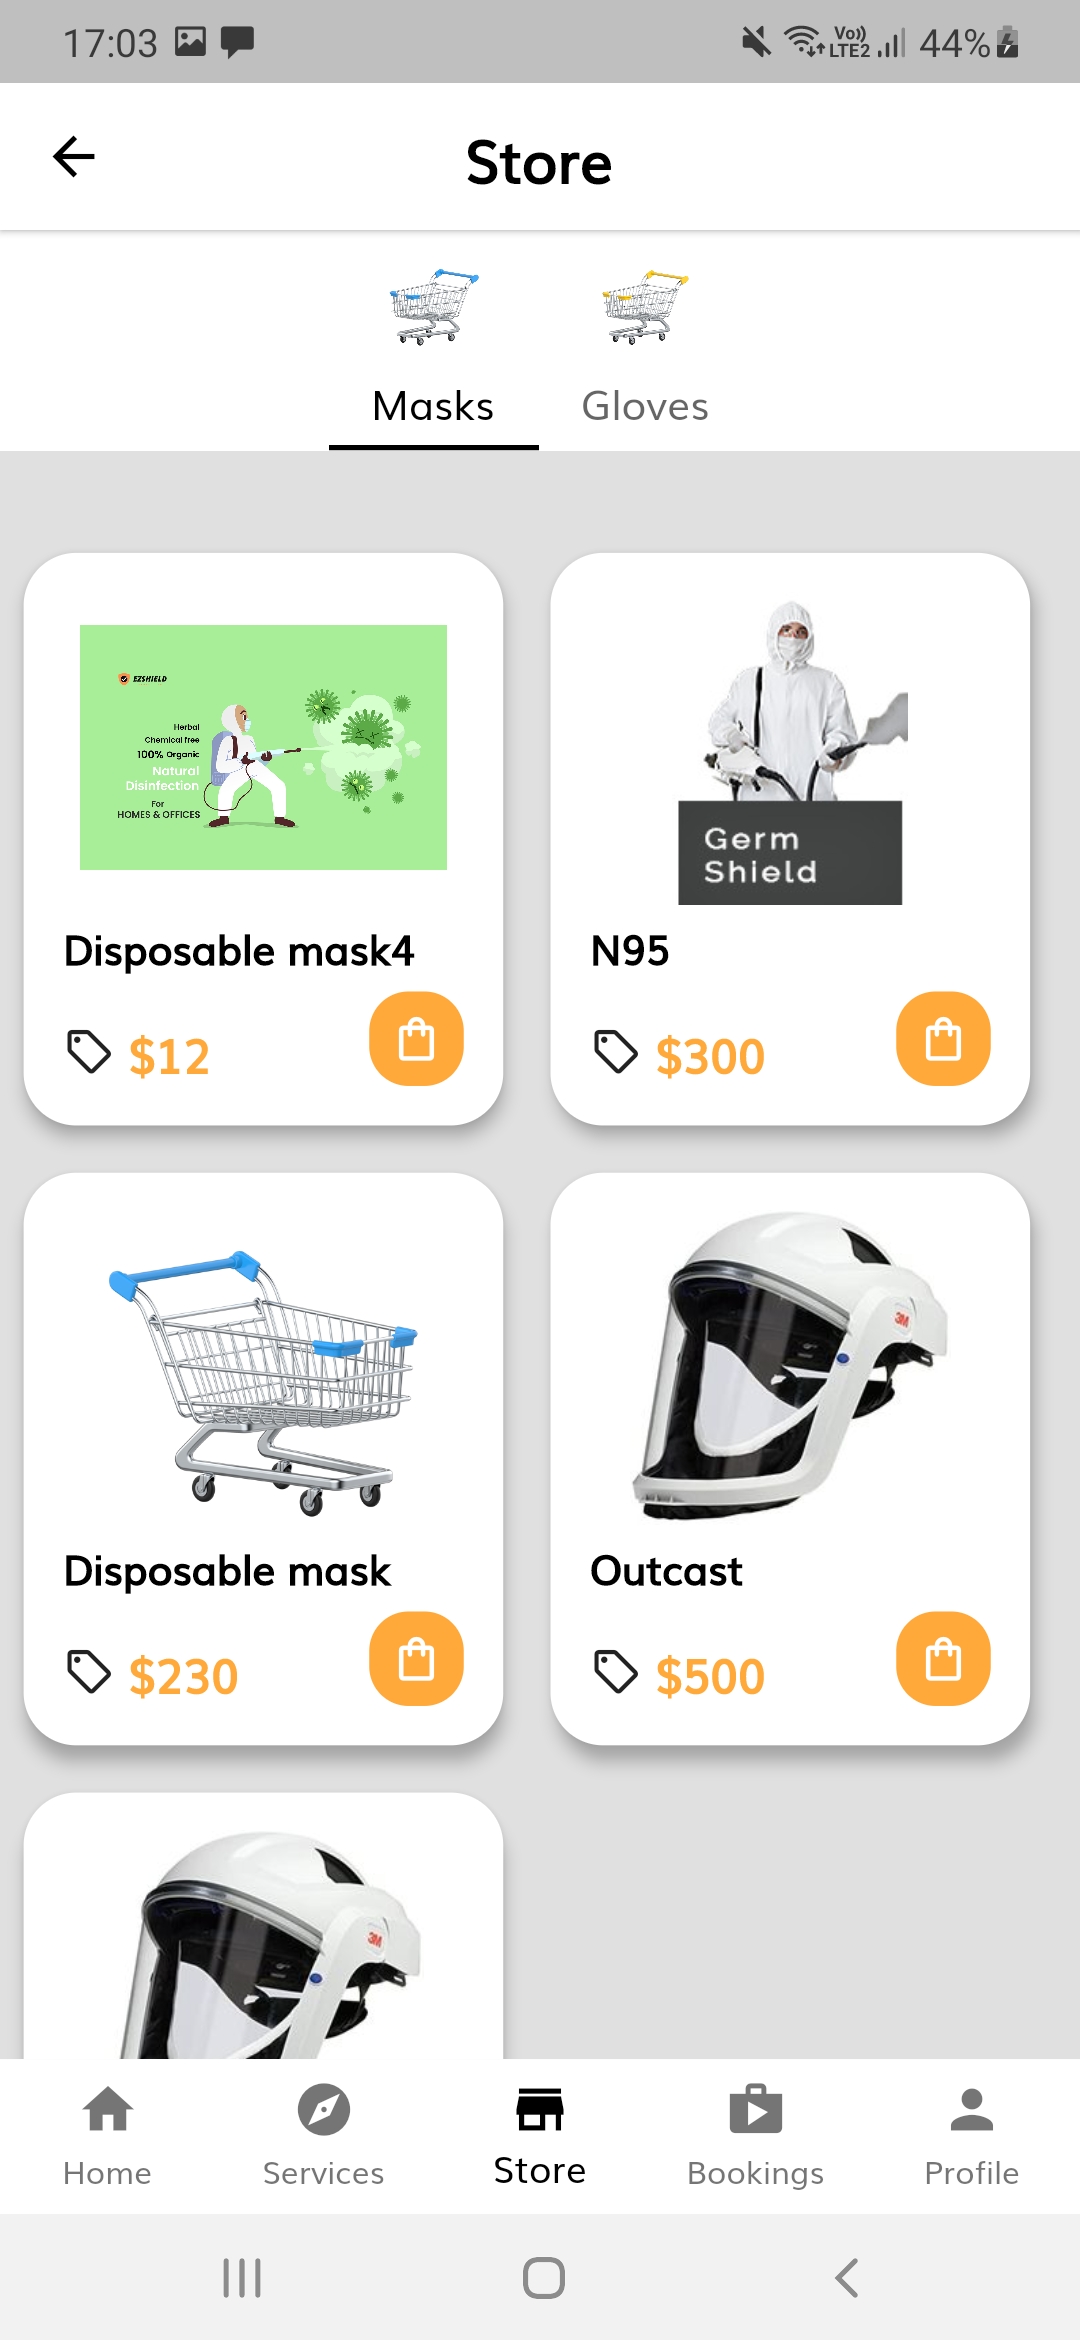 17:03
Vo))
LTE2
44%
Store
Masks
Gloves
EZSHIELD
Herbal
Chemical free
100% Organic
Natural
Disinfection
For
HOMES & OFFICES
Germ
Shield
Disposable mask4
N95
$12
$300
3M
Disposable mask
Outcast
$230
$500
3M
Home
Services
Store
Bookings
Profile